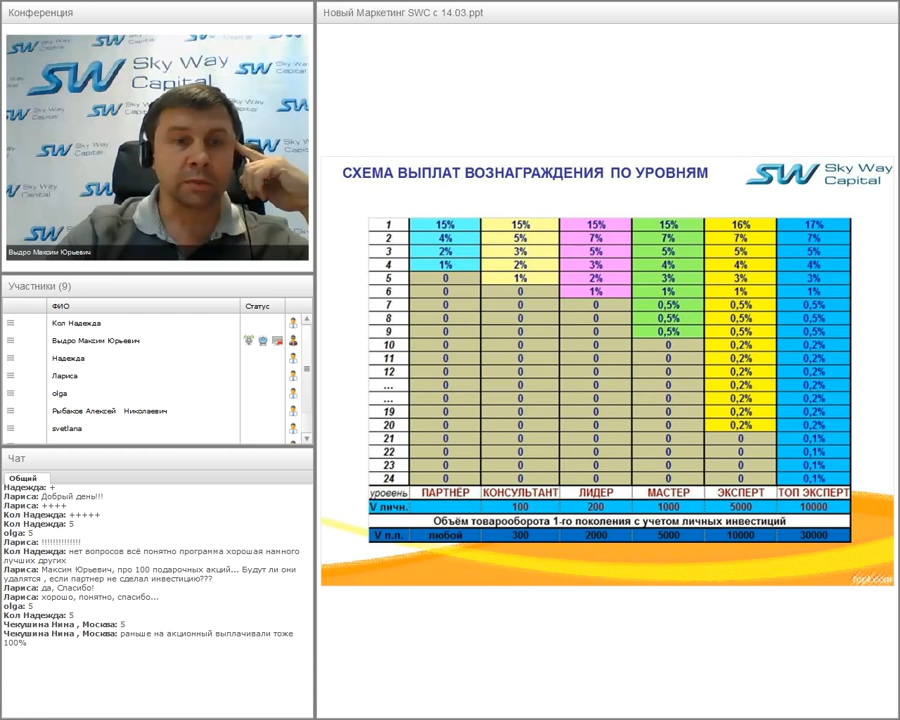 Конференция
Sky Way
Capital
Выдро Максим Юрьевич
Участники (9)
ФИО Статус
Кол Надежда
Выдро Максим Юрьевич
Надежда
Лариса
olga
Рыбаков Алексей Николаевич
svetlana
Чат
Общий
Надежда: +
Лариса: Добрый день!!!
Лариса: ++++
Кол Надежда: +++++
Кол Надежда: 5
olga: 5
Лариса: !!!!!!!!!!!!!!
Кол Надежда: нет вопросов всё понятно программа хорошая намного
лучших других
Лариса: Максим Юрьевич, про 100 подарочных акций... Будут ли они
удалятся , если партнер не сделал инвестицию???
Лариса: да, Спасибо!
Лариса: хорошо, понятно, спасибо...
olga: 5
Кол Надежда: 5
Чекушина Нина , Москва: 5
Чекушина Нина , Москва: раньше на акционный выплачивали тоже
100%
Новый Маркетинг SWC с 14.03.ppt
СХЕМА ВЫПЛАТ ВОЗНАГРАЖДЕНИЯ ПО УРОВНЯМ
Sky Way
Capital
1 15% 15% 15% 15% 16% 17%
2 4% 5% 7% 7% 7% 7%
3 2% 3% 5% 5% 5% 5%
4 1% 2% 3% 4% 4% 4%
5 0 1% 2% 3% 3% 3%
6 0 0 1% 1% 1% 1%
7 0 0 0 0,5% 0,5% 0,5%
8 0 0 0 0,5% 0,5% 0,5%
9 0 0 0 0,5% 0,5% 0,5%
10 0 0 0 0 0,2% 0,2%
11 0 0 0 0 0,2% 0,2%
12 0 0 0 0 0,2% 0,2%
... 0 0 0 0 0,2% 0,2%
... 0 0 0 0 0,2% 0,2%
19 0 0 0 0 0,2% 0,2%
20 0 0 0 0 0,2% 0,2%
21 0 0 0 0 0 0,1%
22 0 0 0 0 0 0,1%
23 0 0 0 0 0 0,1%
24 0 0 0 0 0 0,1%
уровень ПАРТНЁР КОНСУЛЬТАНТ ЛИДЕР МАСТЕР ЭКСПЕРТ ТОП ЭКСПЕРТ
V личн. 100 200 1000 5000 10000
Объём товарооборота 1-го поколения с учетом личных инвестиций
V п.п. любой 300 2000 5000 10000 30000
fppt.com